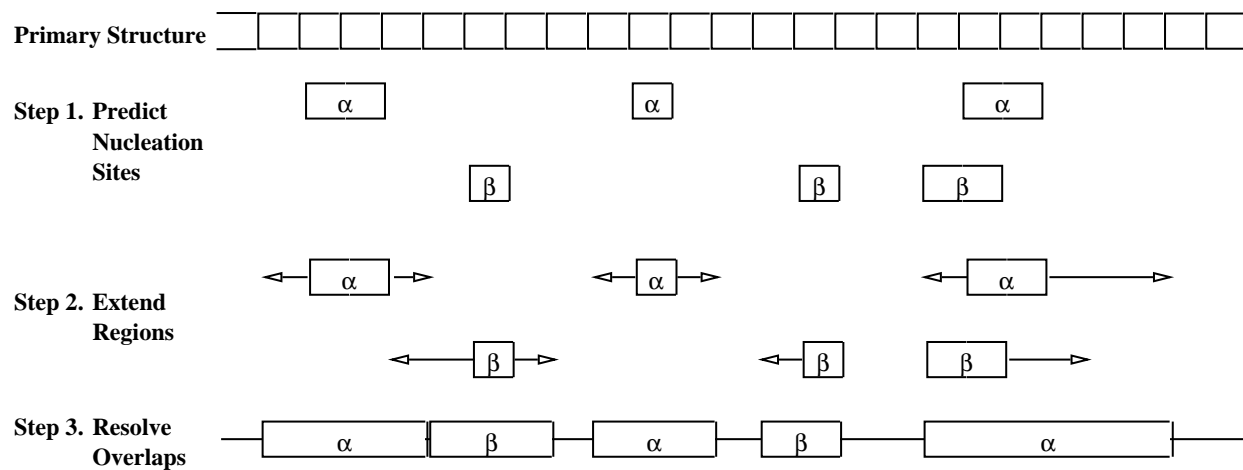 Primary Structure
Step 1. Predict
Nucleation
Sites
α α α
β β β
Step 2. Extend
Regions
α α α
β β β
Step 3. Resolve
Overlaps
α β α β α